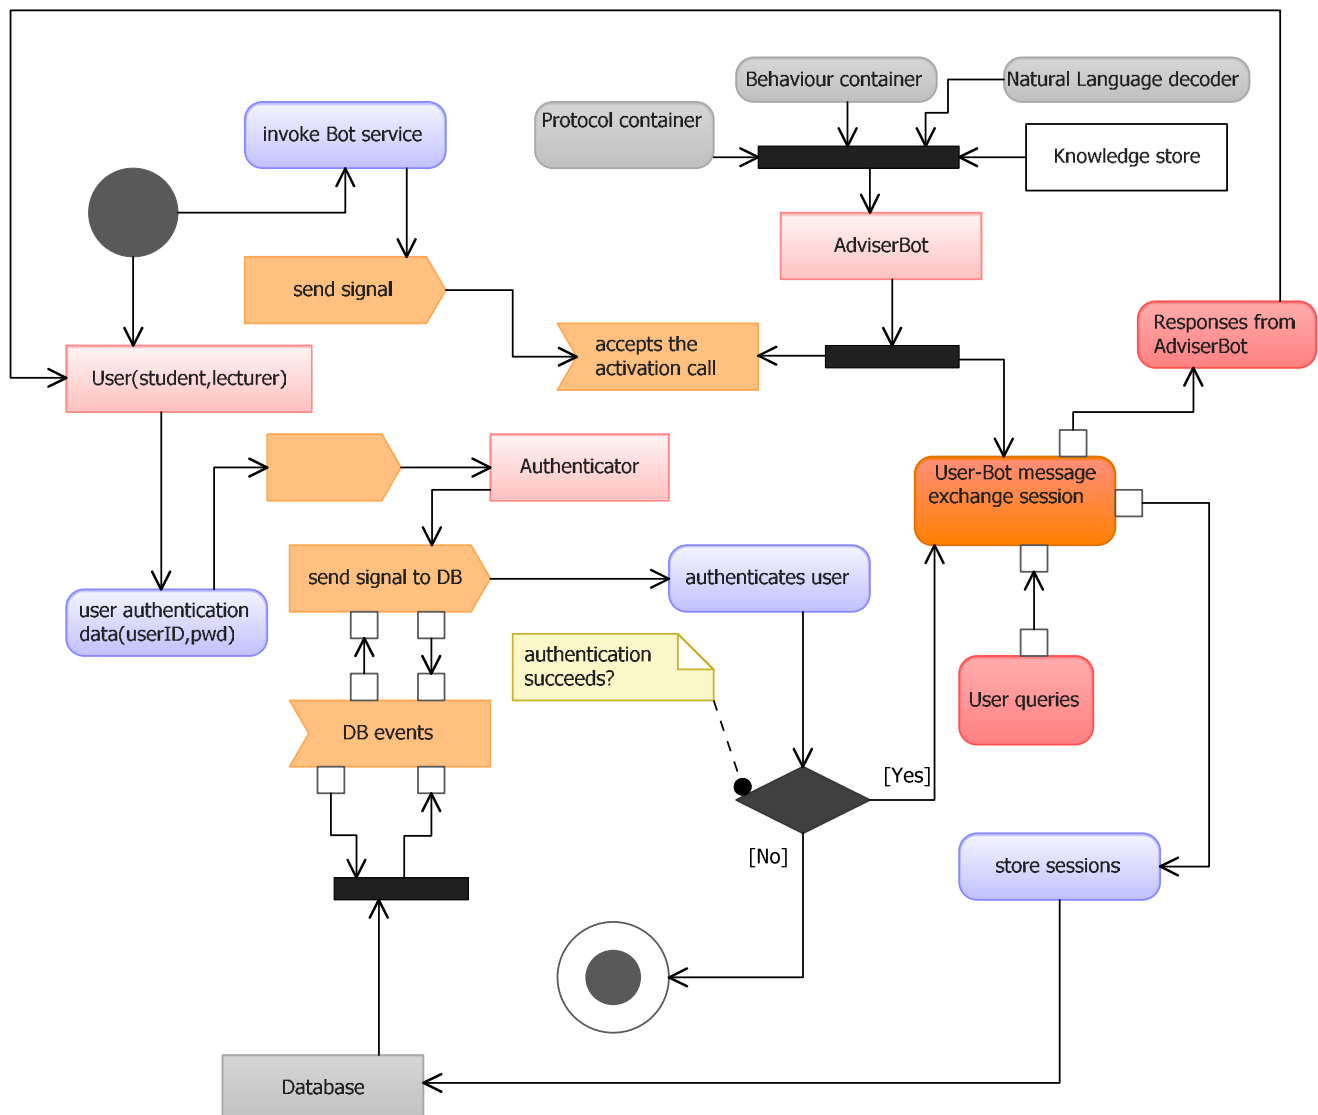 Behaviour container
Natural Language decoder
Protocol container
invoke Bot service
Knowledge store
AdviserBot
send signal
accepts the
activation call
Responses from
AdviserBot
User(student,lecturer)
Authenticator
User-Bot message
exchange session
send signal to DB
authenticates user
user authentication
data(userID,pwd)
authentication
succeeds?
User queries
DB events
[Yes]
[No]
store sessions
Database